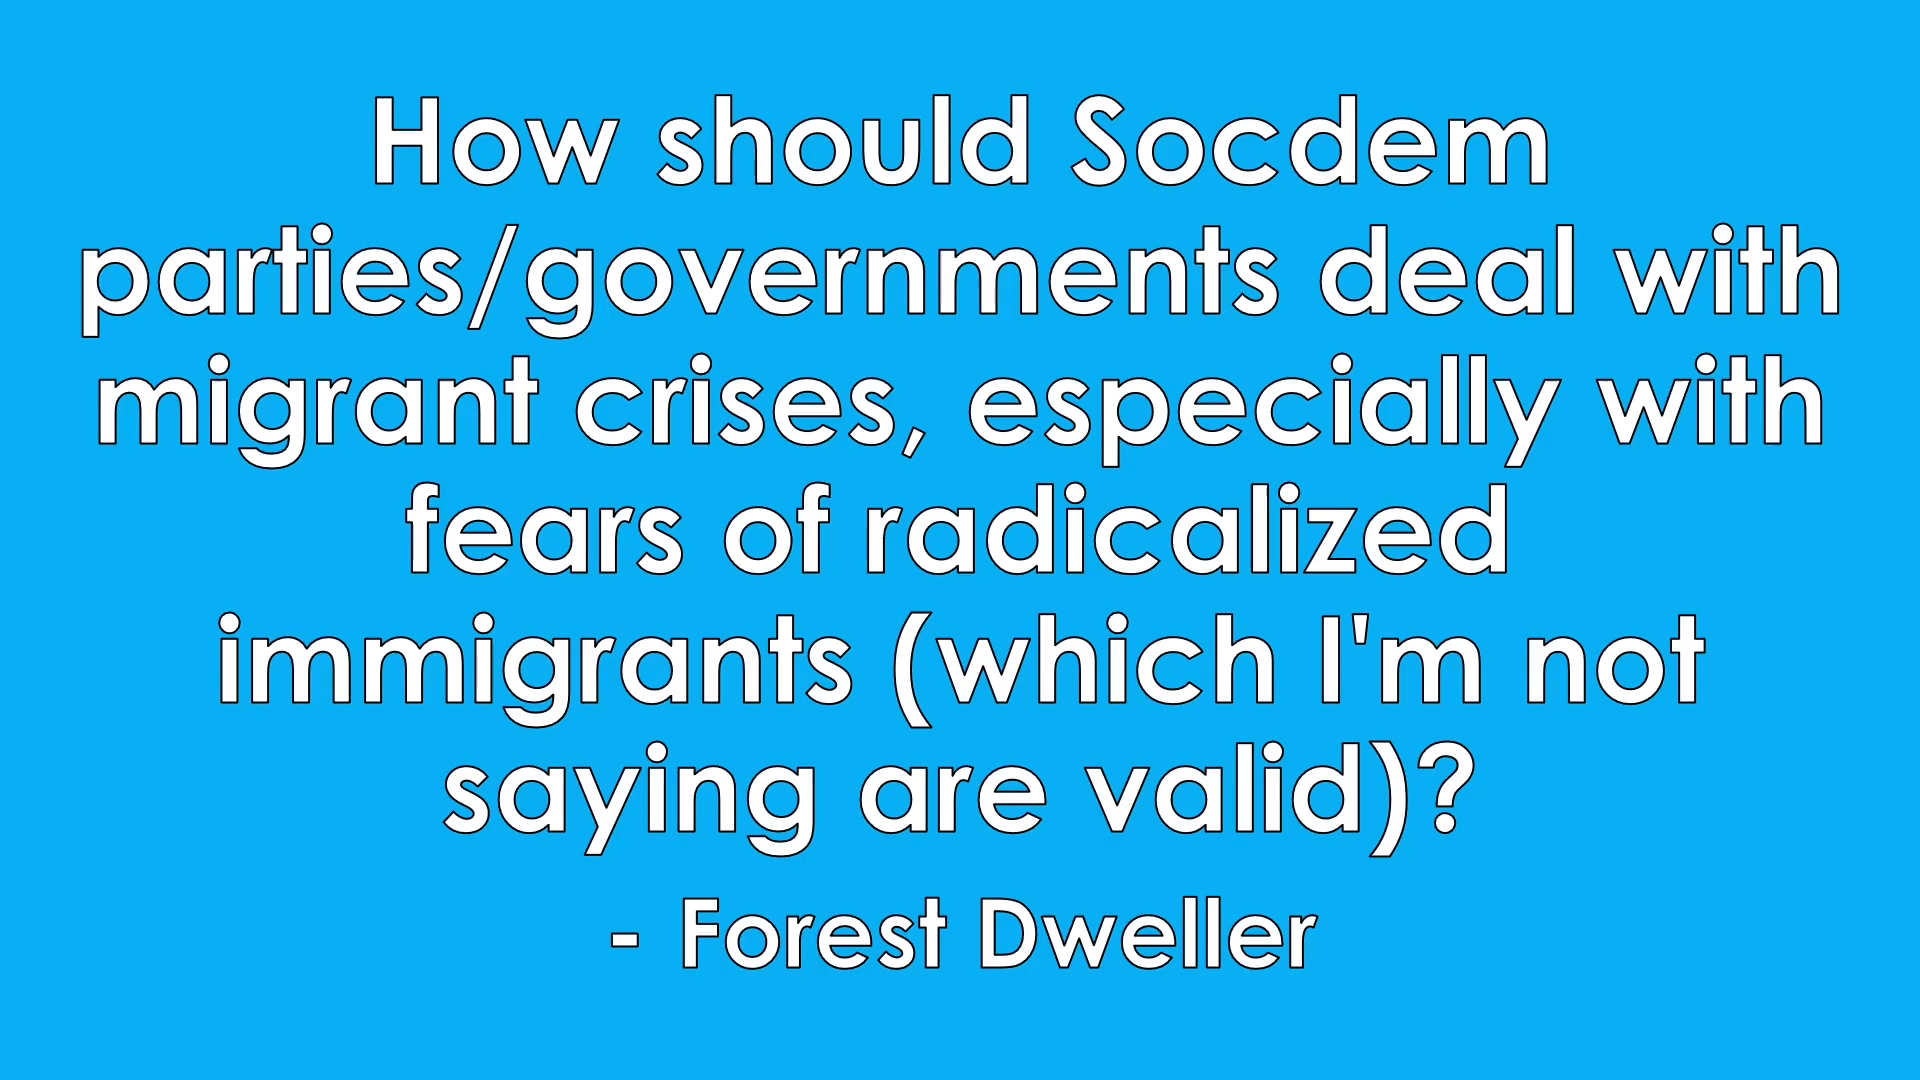 How should Socdem
parties/governments deal with
migrant crises, especially with
fears of radicalized
immigrants (which I'm not
saying are valid)?
- Forest Dweller